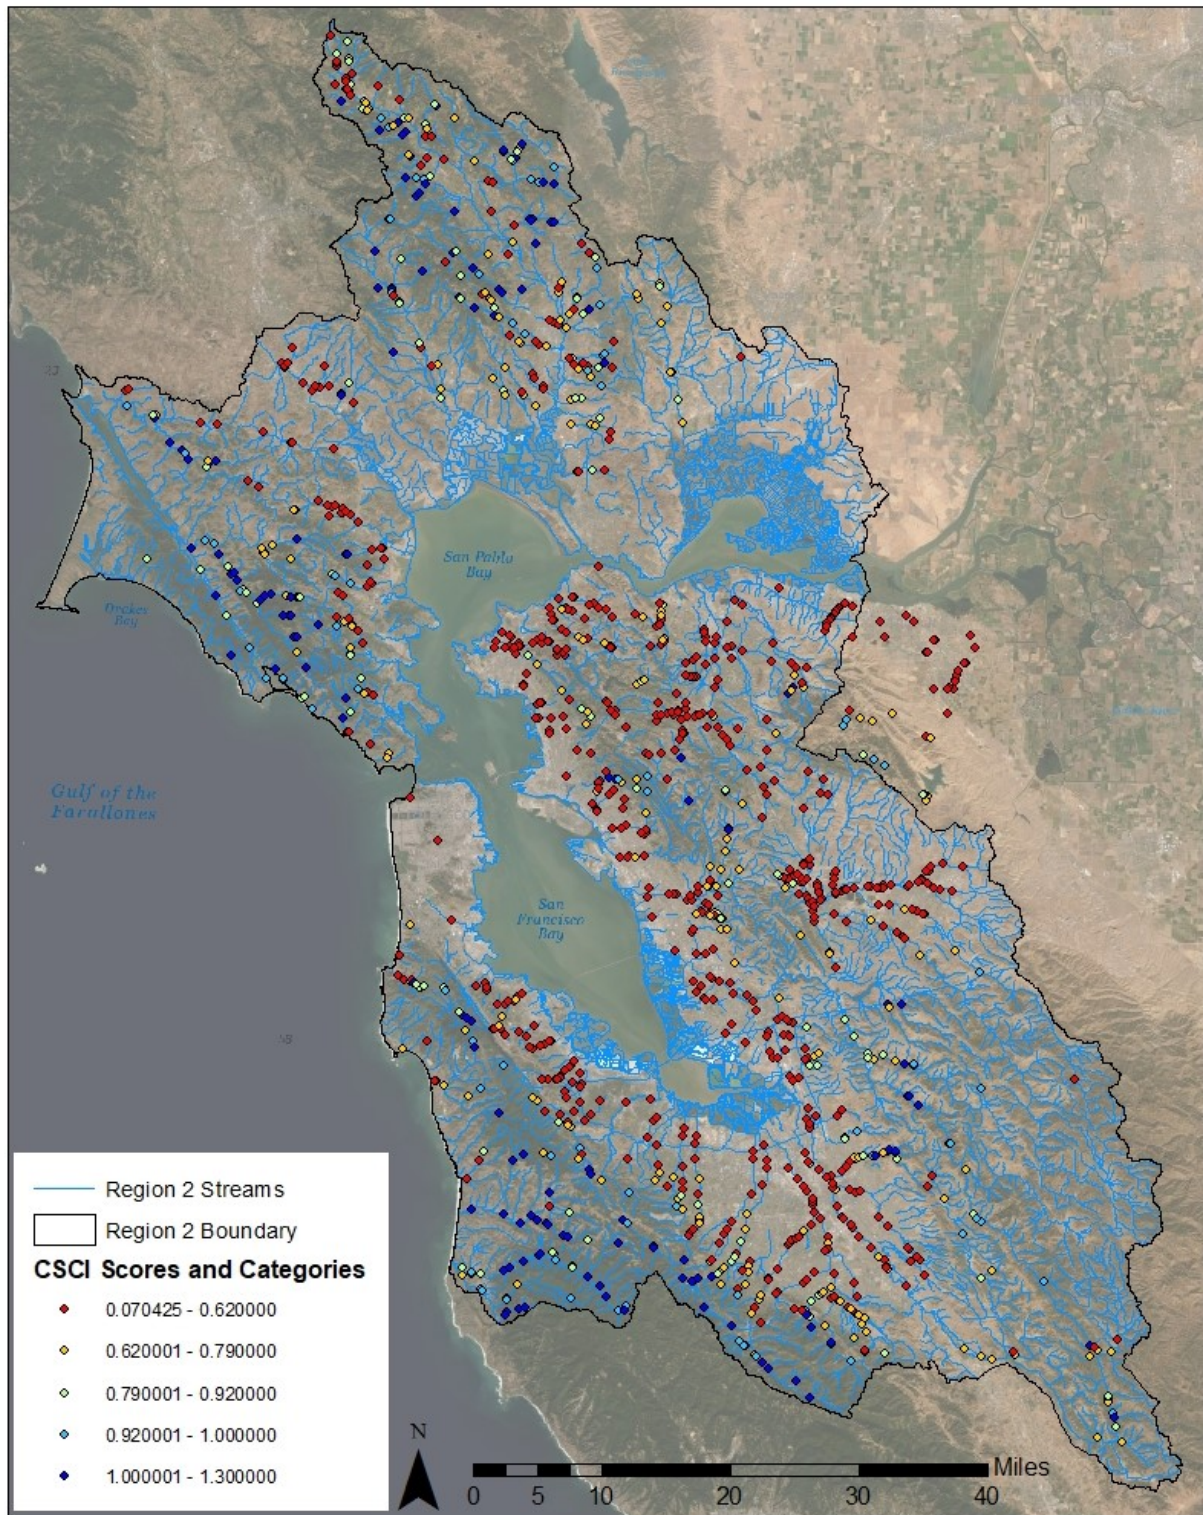 San Pablo
Bay
Drakes
Bay
Gulf of the
Farallones
San
Francisco
Bay
Region 2 Streams
Region 2 Boundary
CSCI Scores and Categories
0.070425 - 0.620000
0.620001 - 0.790000
0.790001 - 0.920000
0.920001 - 1.000000
1.000001 - 1.300000
N
Miles
0 5 10 20 30 40